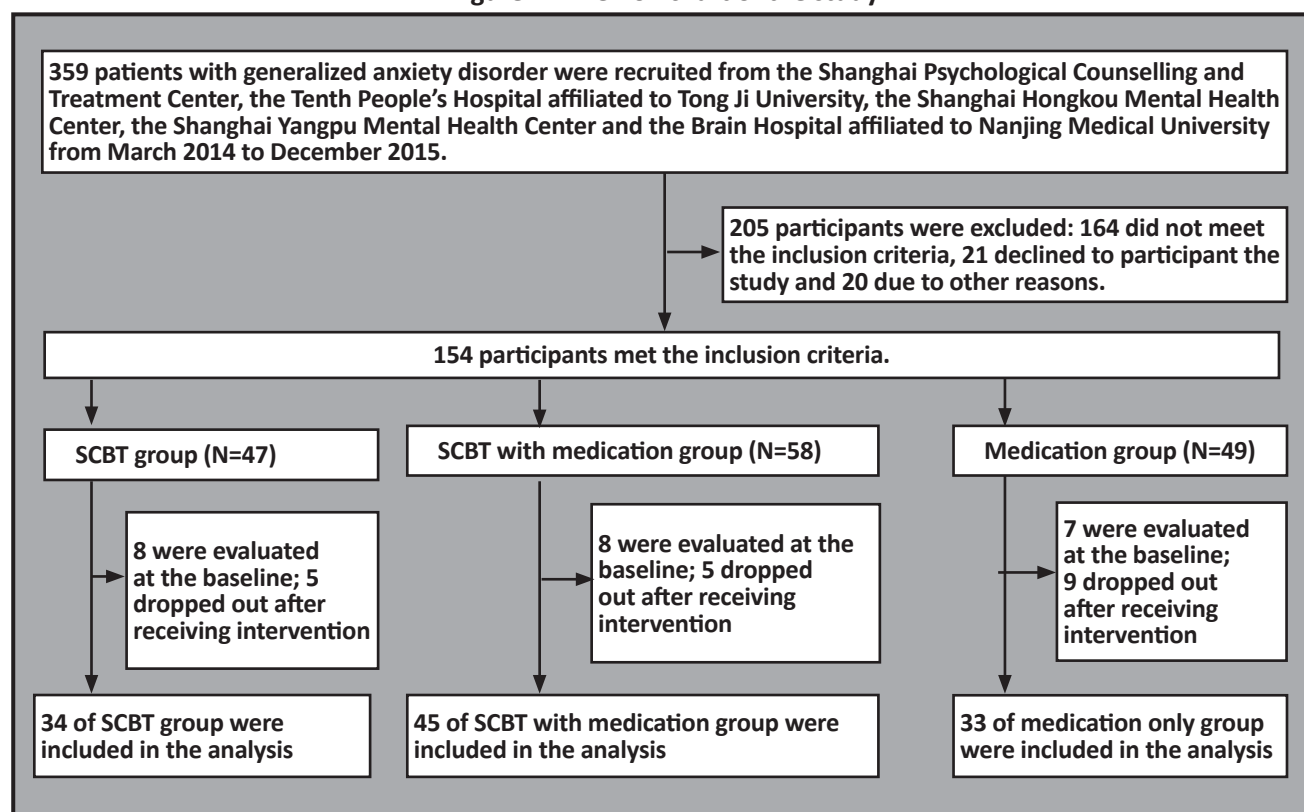 359 patients with generalized anxiety disorder were recruited from the Shanghai Psychological Counselling and
Treatment Center, the Tenth People's Hospital affiliated to Tong Ji University, the Shanghai Hongkou Mental Health
Center, the Shanghai Yangpu Mental Health Center and the Brain Hospital affiliated to Nanjing Medical University
from March 2014 to December 2015.
205 participants were excluded: 164 did not meet
the inclusion criteria, 21 declined to participant the
study and 20 due to other reasons.
154 participants met the inclusion criteria.
SCBT group (N=47)
SCBT with medication group (N=58)
Medication group (N=49)
8 were evaluated
at the baseline; 5
dropped out after
receiving intervention
8 were evaluated at the
baseline; 5 dropped
out after receiving
intervention
7 were evaluated
at the baseline;
9 dropped out
after receiving
intervention
34 of SCBT group were
included in the analysis
45 of SCBT with medication group were
included in the analysis
33 of medication only group
were included in the analysis